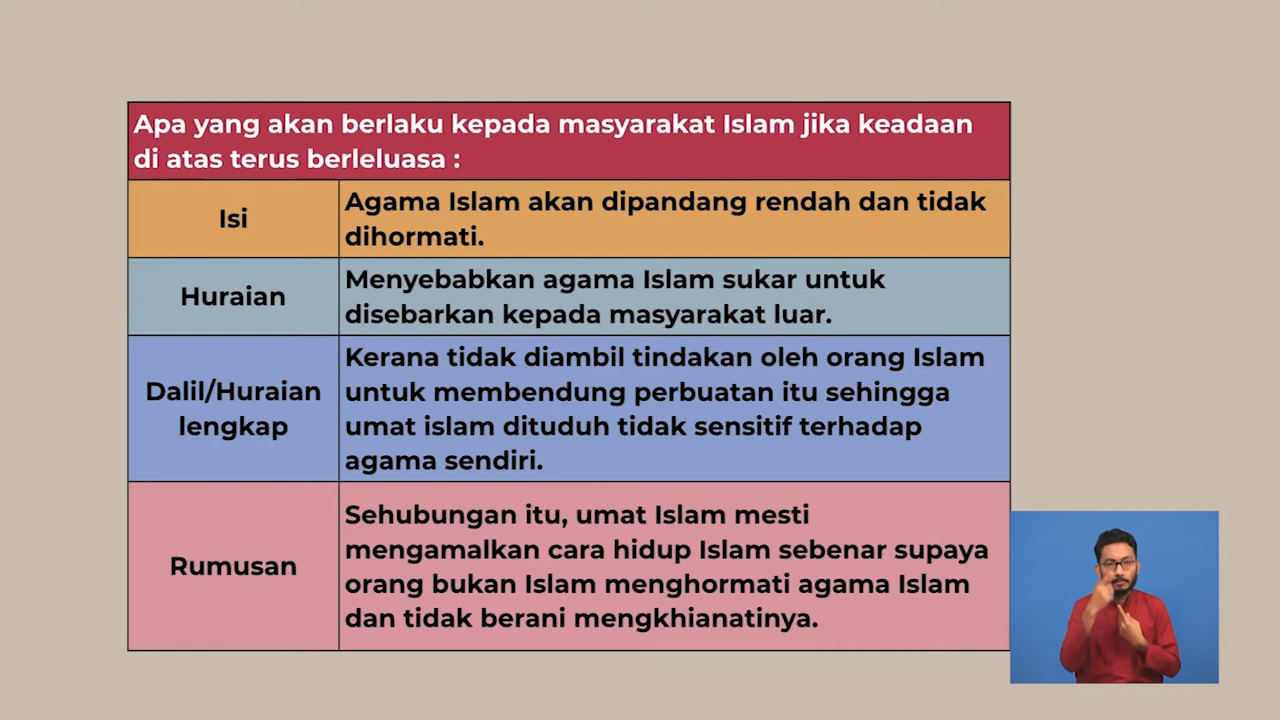 Apa yang akan berlaku kepada masyarakat Islam jika keadaan
di atas terus berleluasa :
Isi
Agama Islam akan dipandang rendah dan tidak
dihormati.
Huraian
Menyebabkan agama Islam sukar untuk
disebarkan kepada masyarakat luar.
Dalil/Huraian
lengkap
Kerana tidak diambil tindakan oleh orang Islam
untuk membendung perbuatan itu sehingga
umat islam dituduh tidak sensitif terhadap
agama sendiri.
Rumusan
Sehubungan itu, umat Islam mesti
mengamalkan cara hidup Islam sebenar supaya
orang bukan Islam menghormati agama Islam
dan tidak berani mengkhianatinya.